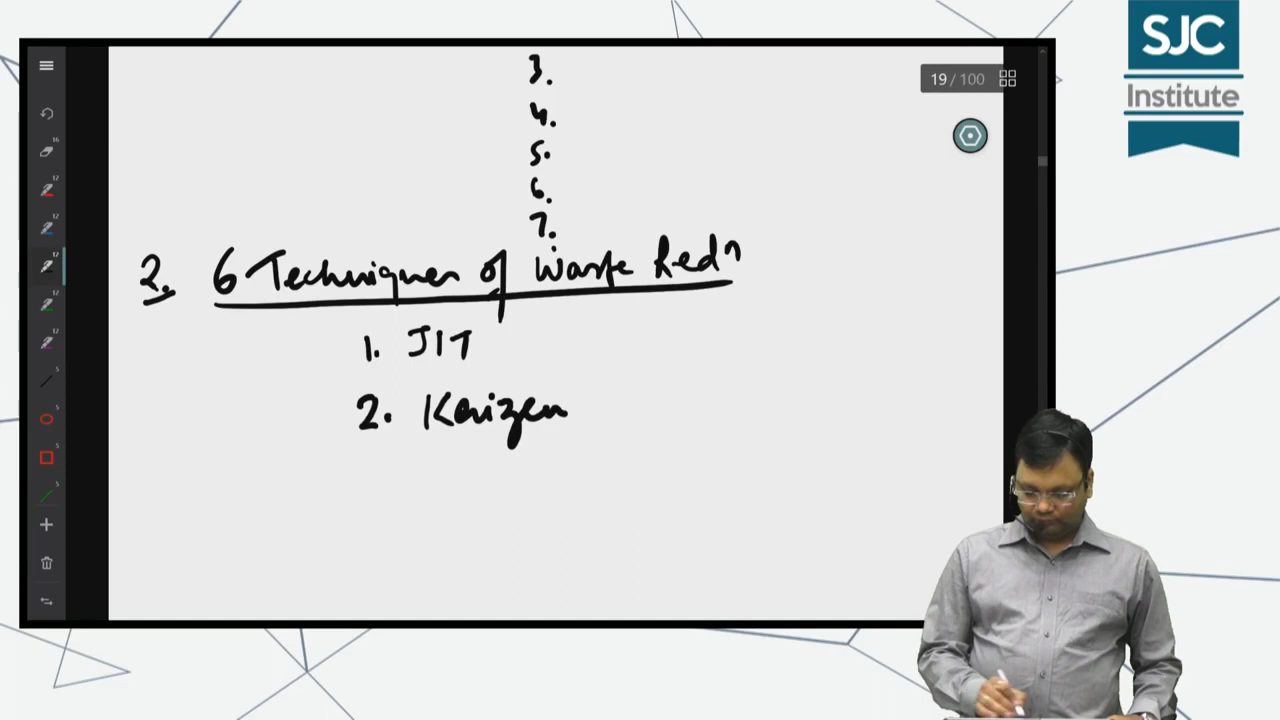 SJC
Institute
19 / 100
3.
4.
5.
6.
7.
2. 6 Techniques of Waste Redn
1. JIT
2. Kaizen